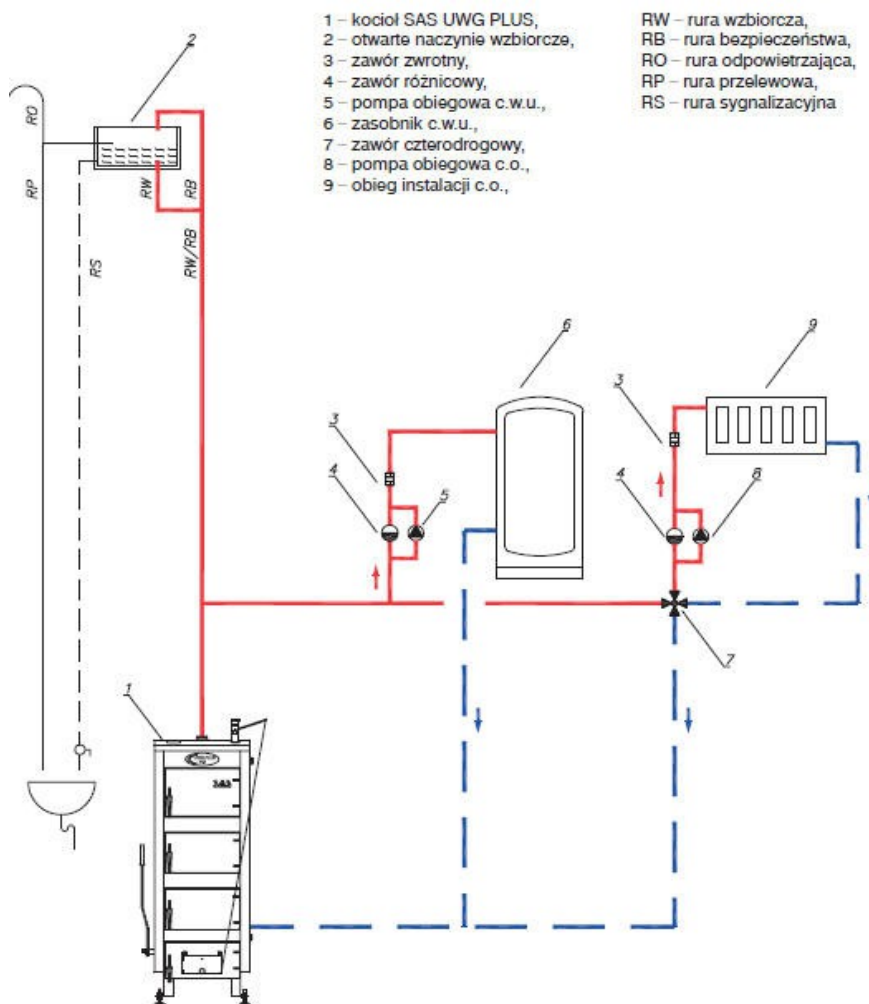 1 – kocioł SAS UWG PLUS,
2 – otwarte naczynie wzbiorcze,
3 – zawór zwrotny,
4 – zawór różnicowy,
5 – pompa obiegowa c.w.u.,
6 – zasobnik c.w.u.,
7 – zawór czterodrogowy,
8 – pompa obiegowa c.o.,
9 – obieg instalacji c.o.,
RW – rura wzbiorcza,
RB – rura bezpieczeństwa,
RO – rura odpowietrzająca,
RP – rura przelewowa,
RS – rura sygnalizacyjna
2
RO
RP
RW
RB
RS
RW/RB
6
9
3
3
4
5
4
8
7
1
SAS